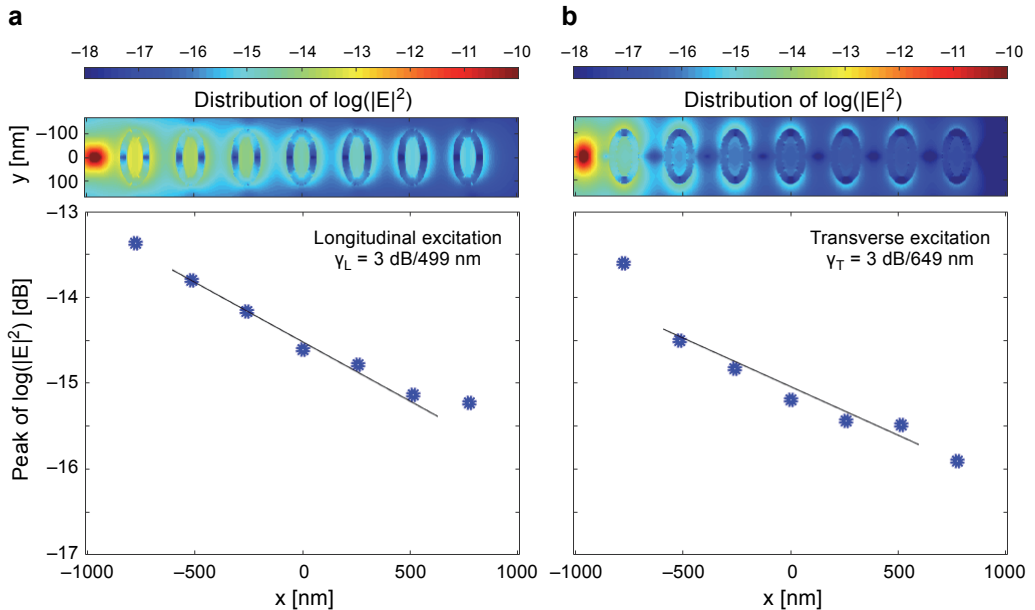 a
−18 −17 −16 −15 −14 −13 −12 −11 −10
Distribution of log(|E|²)
y [nm]
−100
0
100
−13
−14
−15
−16
−17
Peak of log(|E|²) [dB]
Longitudinal excitation
γL = 3 dB/499 nm
−1000 −500 0 500 1000
x [nm]
b
−18 −17 −16 −15 −14 −13 −12 −11 −10
Distribution of log(|E|²)
Transverse excitation
γT = 3 dB/649 nm
−1000 −500 0 500 1000
x [nm]